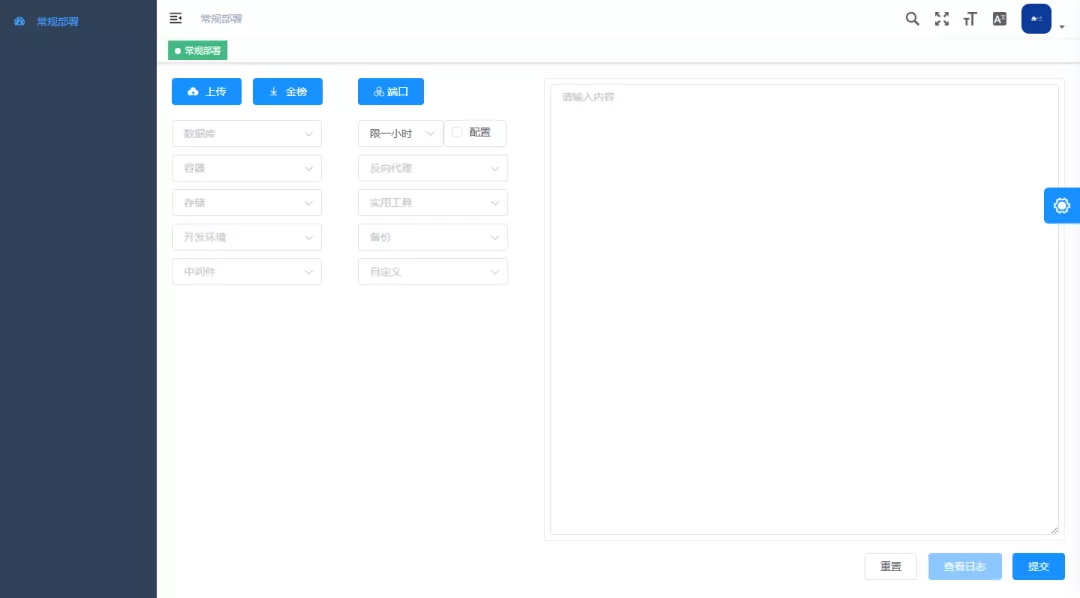 常规部署
常规部署
常规部署
上传
金榜
端口
数据库
限一小时
配置
容器
反向代理
存储
实用工具
开发环境
备份
中间件
自定义
请输入内容
重置
查看日志
提交